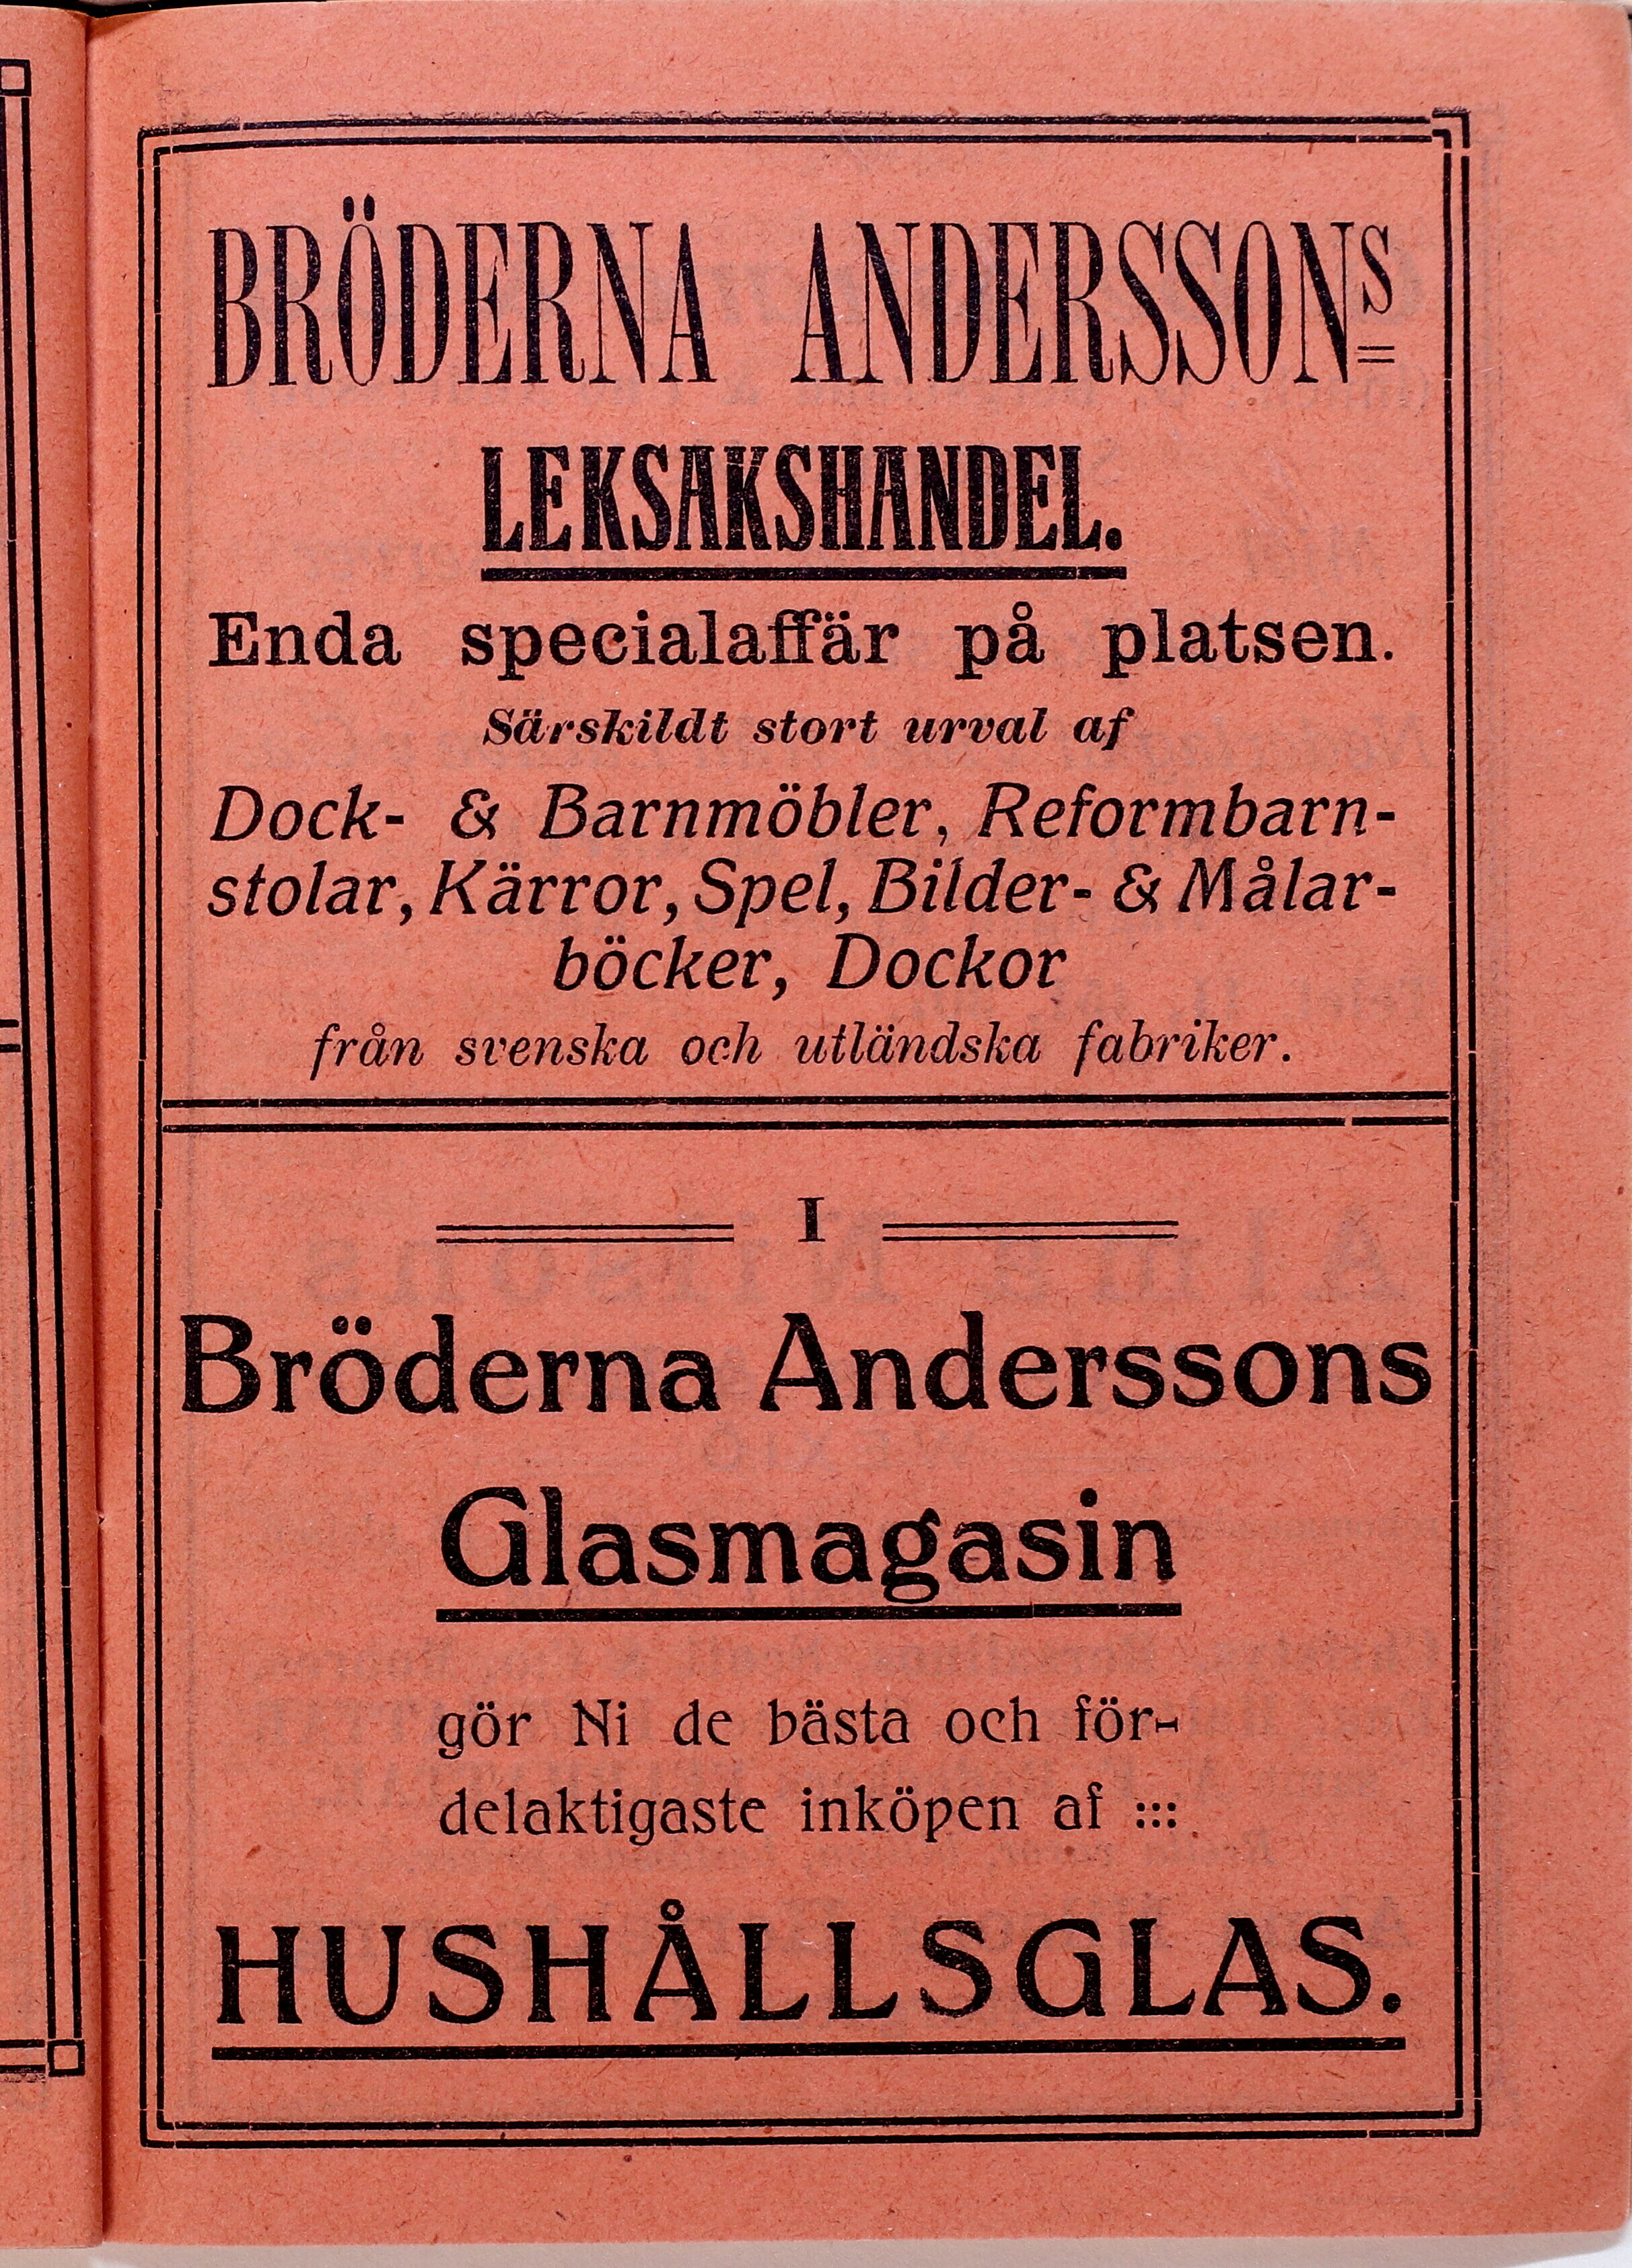 BRÖDERNA ANDERSSONS
LEKSAKSHANDEL.
Enda specialaffär på platsen.
Särskildt stort urval af
Dock- & Barnmöbler, Reformbarn-
stolar, Kärror, Spel, Bilder- & Målar-
böcker, Dockor
från svenska och utländska fabriker.
I
Bröderna Anderssons
Glasmagasin
gör Ni de bästa och för-
delaktigaste inköpen af :::
HUSHÅLLSGLAS.